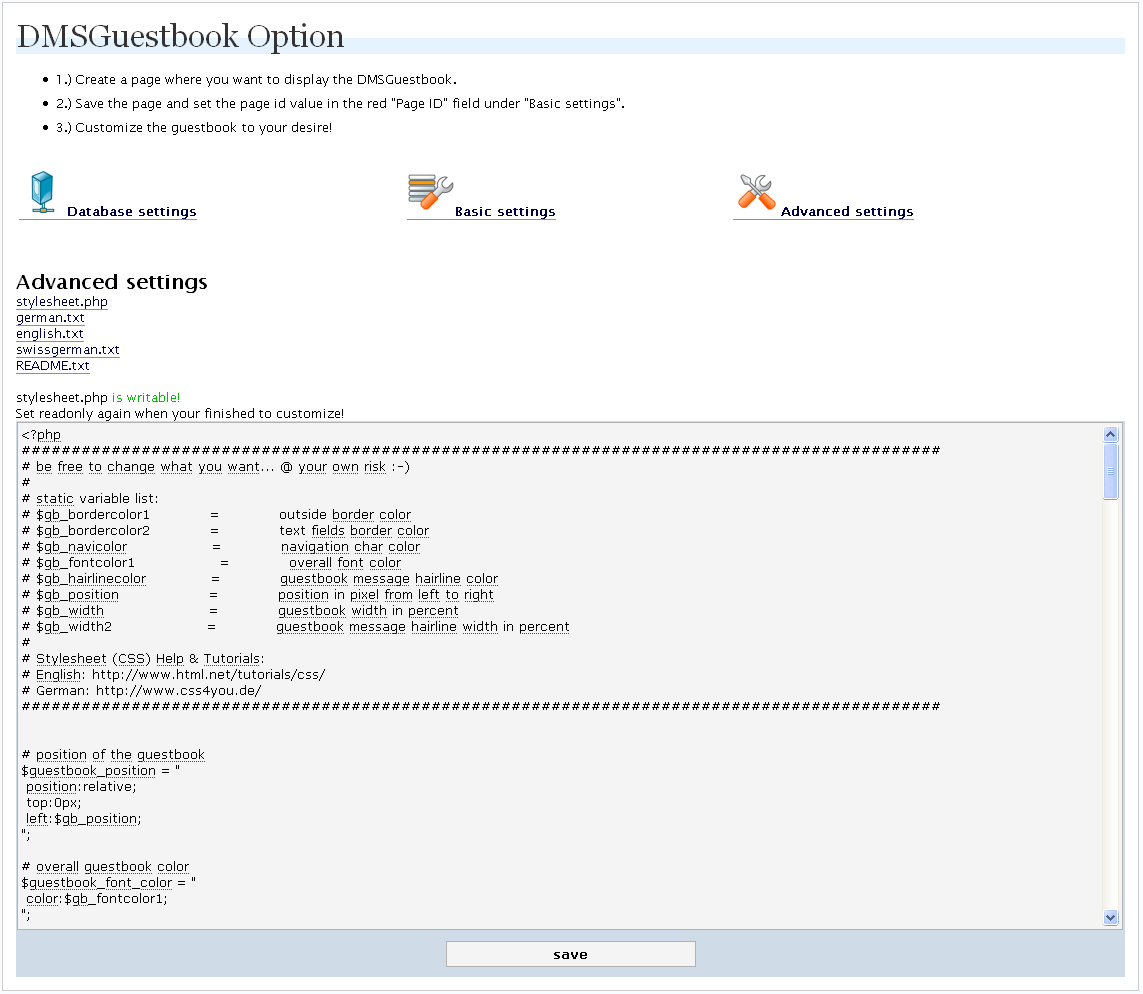 DMSGuestbook Option
• 1.) Create a page where you want to display the DMSGuestbook.
• 2.) Save the page and set the page id value in the red "Page ID" field under "Basic settings".
• 3.) Customize the guestbook to your desire!
Database settings Basic settings Advanced settings
Advanced settings
stylesheet.php
german.txt
english.txt
swissgerman.txt
README.txt
stylesheet.php is writable!
Set readonly again when your finished to customize!
<?php
############################################################################################
# be free to change what you want... @ your own risk :-)
#
# static variable list:
# $gb_bordercolor1 = outside border color
# $gb_bordercolor2 = text fields border color
# $gb_navicolor = navigation char color
# $gb_fontcolor1 = overall font color
# $gb_hairlinecolor = guestbook message hairline color
# $gb_position = position in pixel from left to right
# $gb_width = guestbook width in percent
# $gb_width2 = guestbook message hairline width in percent
#
# Stylesheet (CSS) Help & Tutorials:
# English: http://www.html.net/tutorials/css/
# German: http://www.css4you.de/
############################################################################################
# position of the guestbook
$guestbook_position = "
position:relative;
top:0px;
left:$gb_position;
";
# overall guestbook color
$guestbook_font_color = "
color:$gb_fontcolor1;
";
save